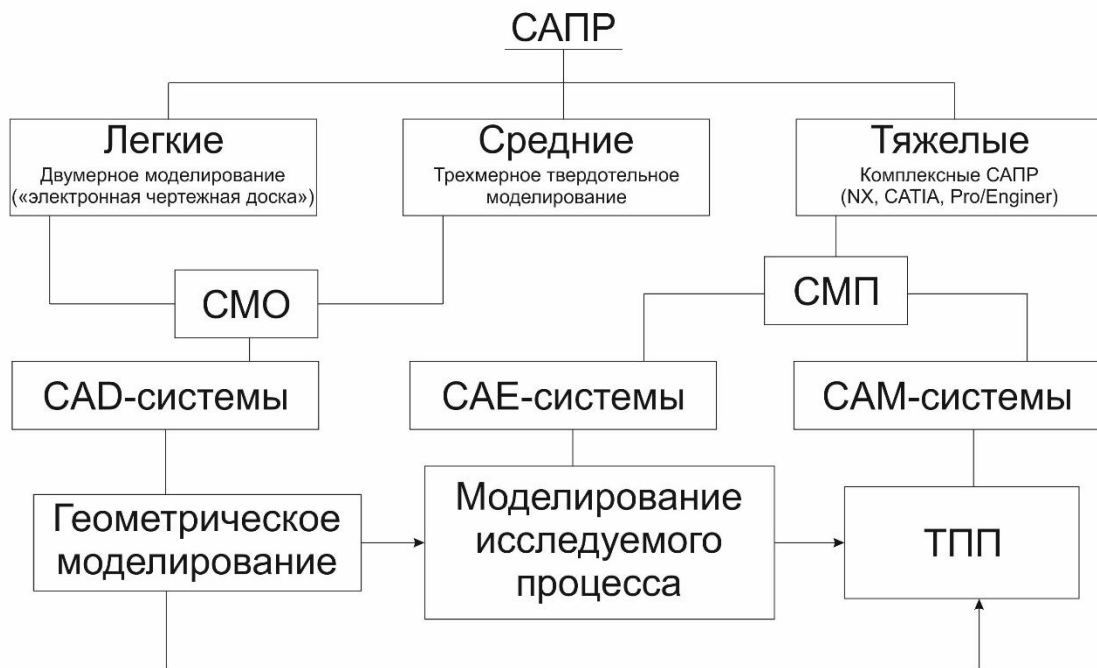 САПР
Легкие
Двумерное моделирование
(«электронная чертежная доска»)
Средние
Трехмерное твердотельное
моделирование
Тяжелые
Комплексные САПР
(NX, CATIA, Pro/Enginer)
СМО
СМП
CAD-системы
CAE-системы
CAM-системы
Геометрическое
моделирование
Моделирование
исследуемого
процесса
ТПП